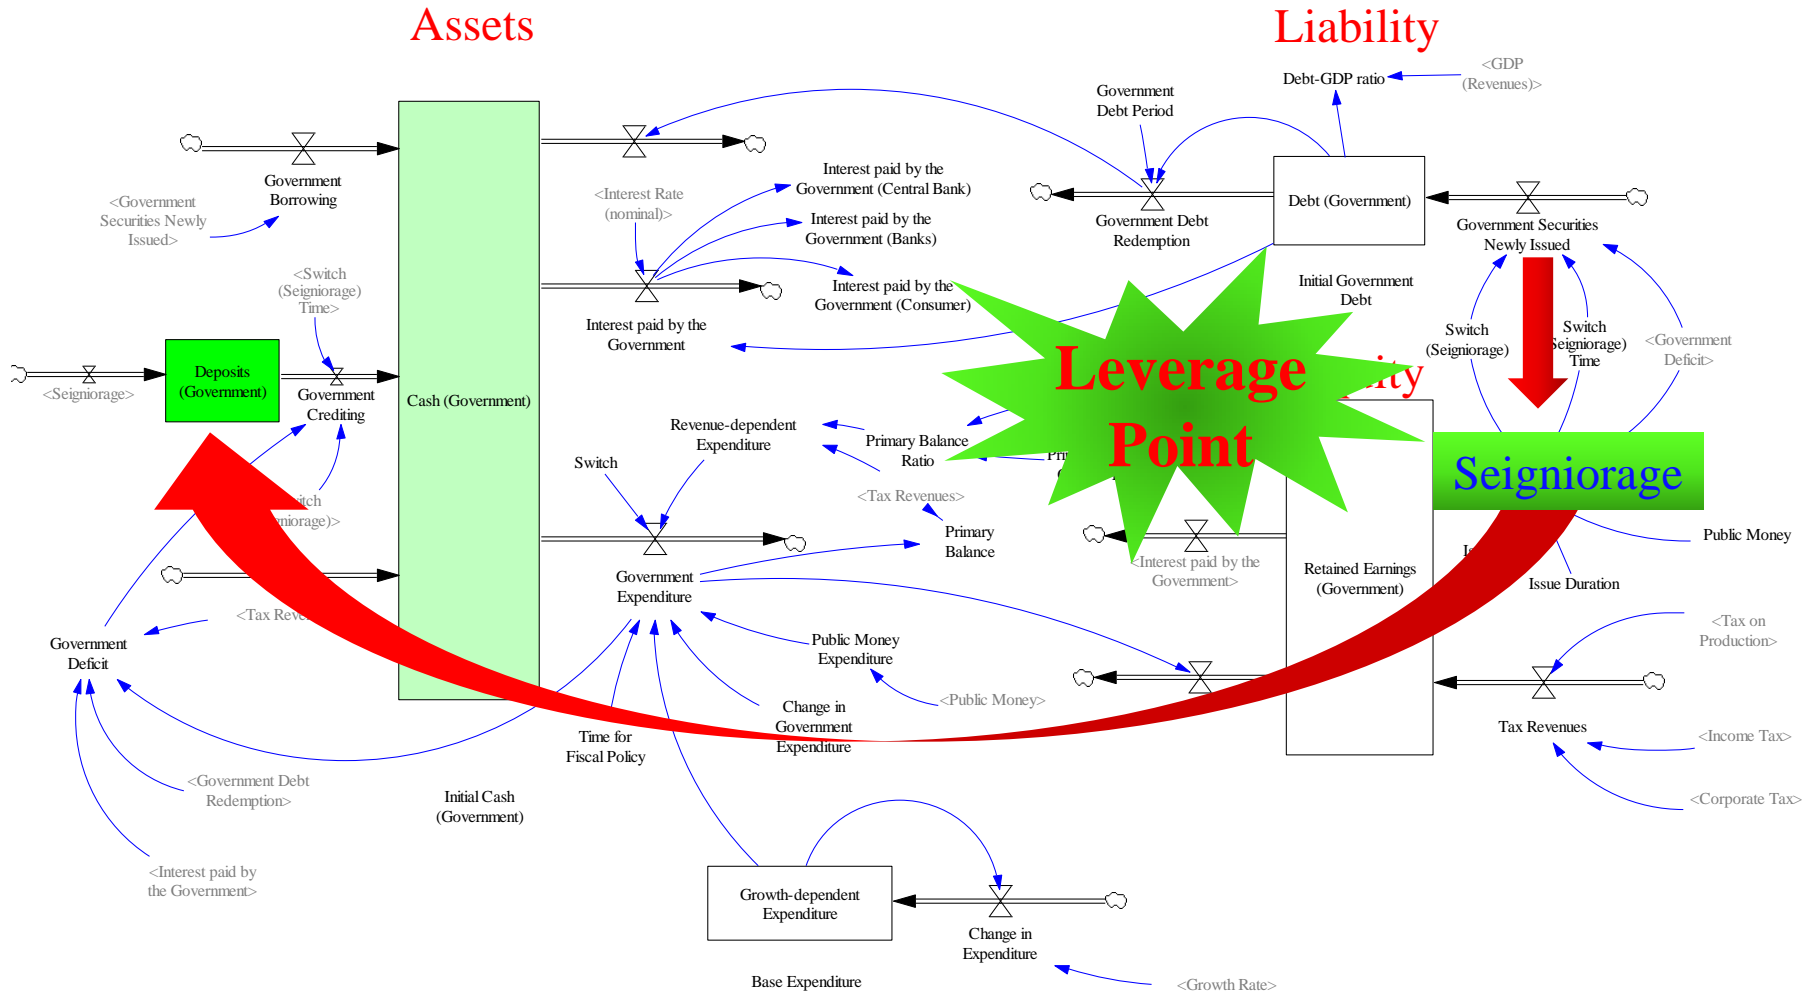 Assets
Liability
<GDP
(Revenues)>
Debt-GDP ratio
Government
Debt Period
Government
Borrowing
<Government
Securities Newly
Issued>
<Interest Rate
(nominal)>
Interest paid by the
Government (Central Bank)
Interest paid by the
Government (Banks)
Interest paid by the
Government (Consumer)
Interest paid by the
Government
Government Debt
Redemption
Debt (Government)
Government Securities
Newly Issued
Initial Government
Debt
Switch
(Seigniorage)
Switch
Seigniorage)
Time
<Government
Deficit>
<Switch
(Seigniorage)
Time>
Deposits
(Government)
<Seigniorage>
Government
Crediting
Cash (Government)
Leverage
Point
Seigniorage
Revenue-dependent
Expenditure
Primary Balance
Ratio
Switch
<Tax Revenues>
Primary
Balance
Government
Expenditure
<Interest paid by the
Government>
Retained Earnings
(Government)
Public Money
Issue Duration
Government
Deficit
Public Money
Expenditure
<Public Money>
Change in
Government
Expenditure
Time for
Fiscal Policy
<Tax on
Production>
Tax Revenues
<Income Tax>
<Corporate Tax>
<Government Debt
Redemption>
Initial Cash
(Government)
<Interest paid by
the Government>
Growth-dependent
Expenditure
Change in
Expenditure
Base Expenditure
<Growth Rate>